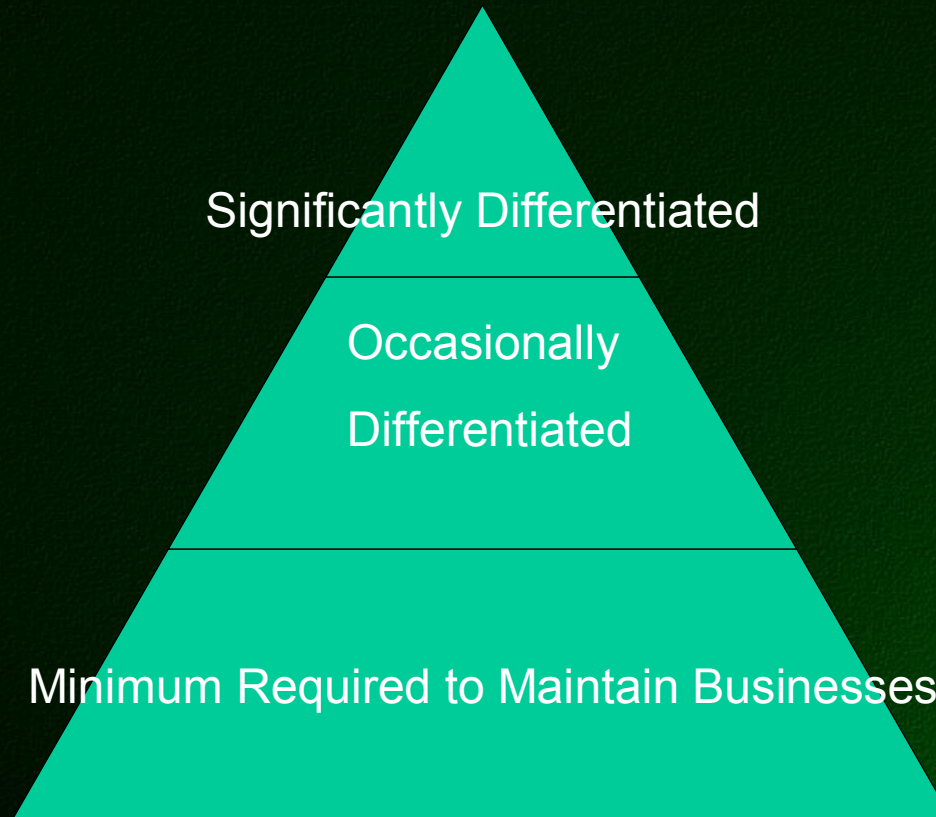 Significantly Differentiated
Occasionally
Differentiated
Minimum Required to Maintain Businesses